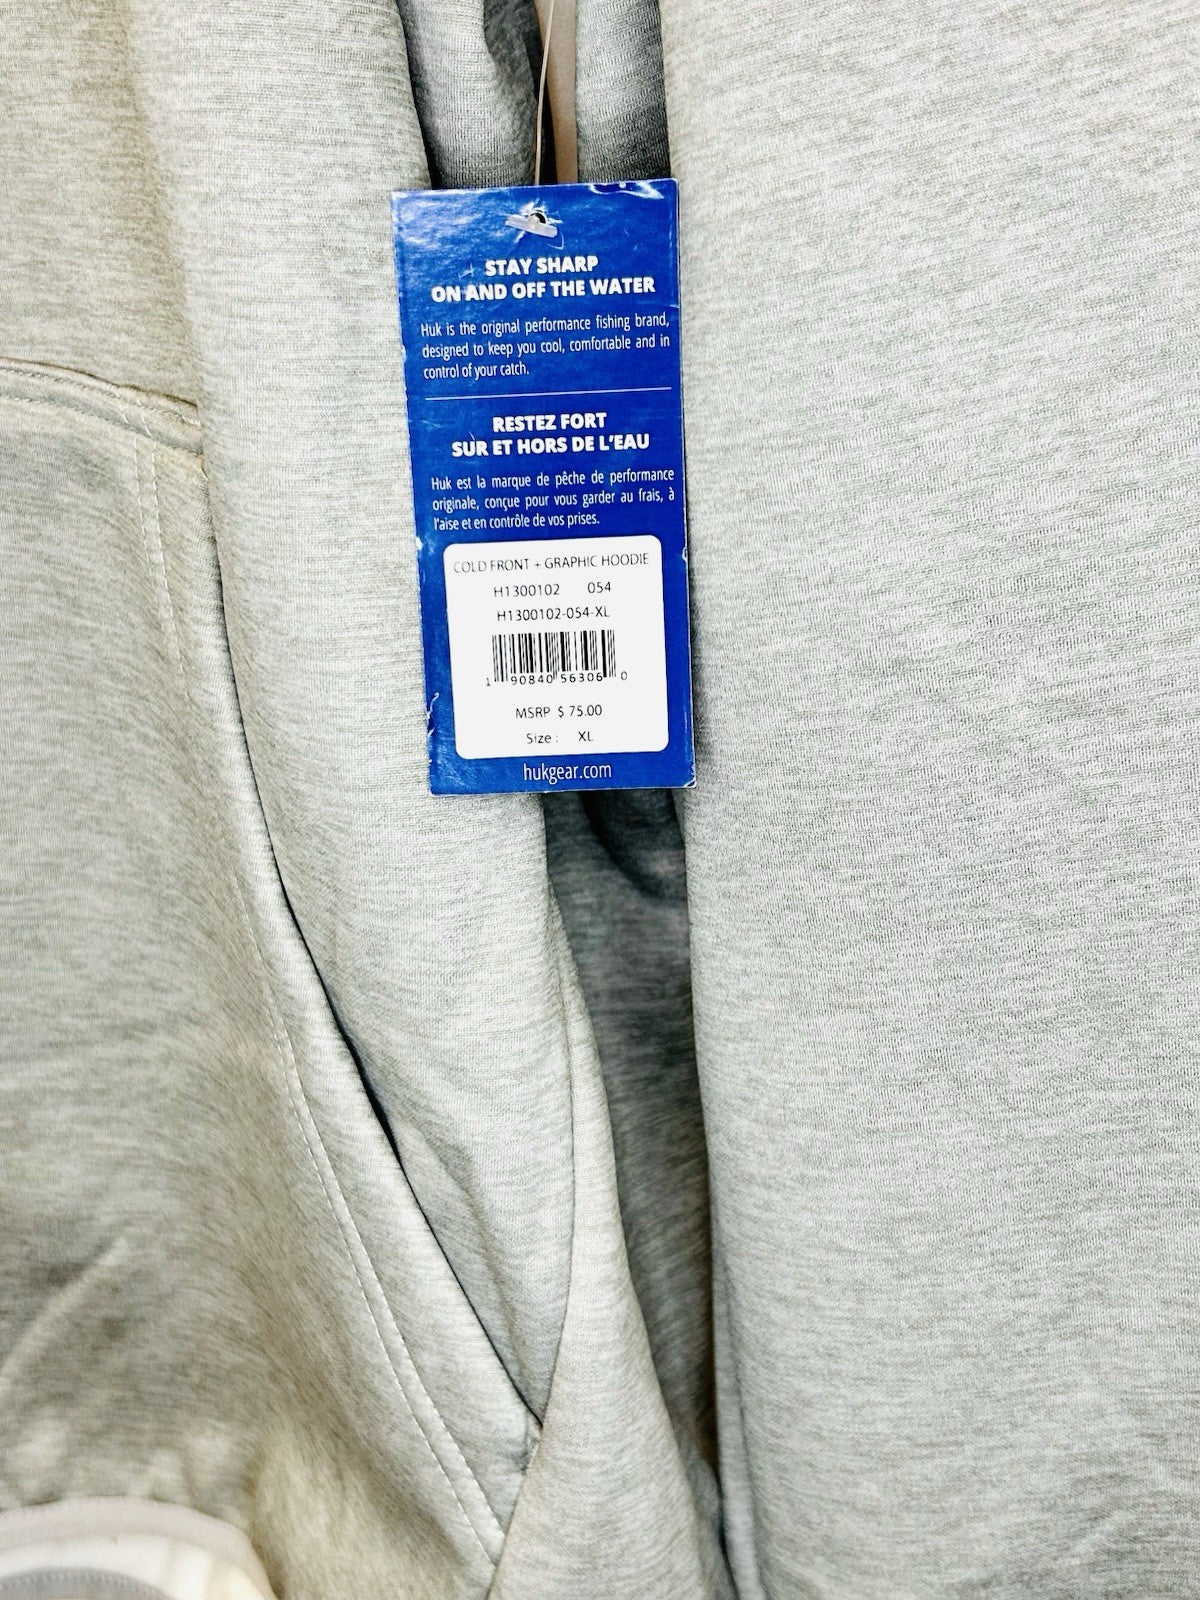 STAY SHARP
ON AND OFF THE WATER
Huk is the original performance fishing brand,
designed to keep you cool, comfortable and in
control of your catch.
RESTEZ FORT
SUR ET HORS DE L'EAU
Huk est la marque de pêche de performance
originale, conçue pour vous garder au frais, à
l'aise et en contrôle de vos prises.
COLD FRONT + GRAPHIC HOODIE
H1300102 054
H1300102-054-XL
1 90840 56306 0
MSRP $ 75.00
Size : XL
hukgear.com